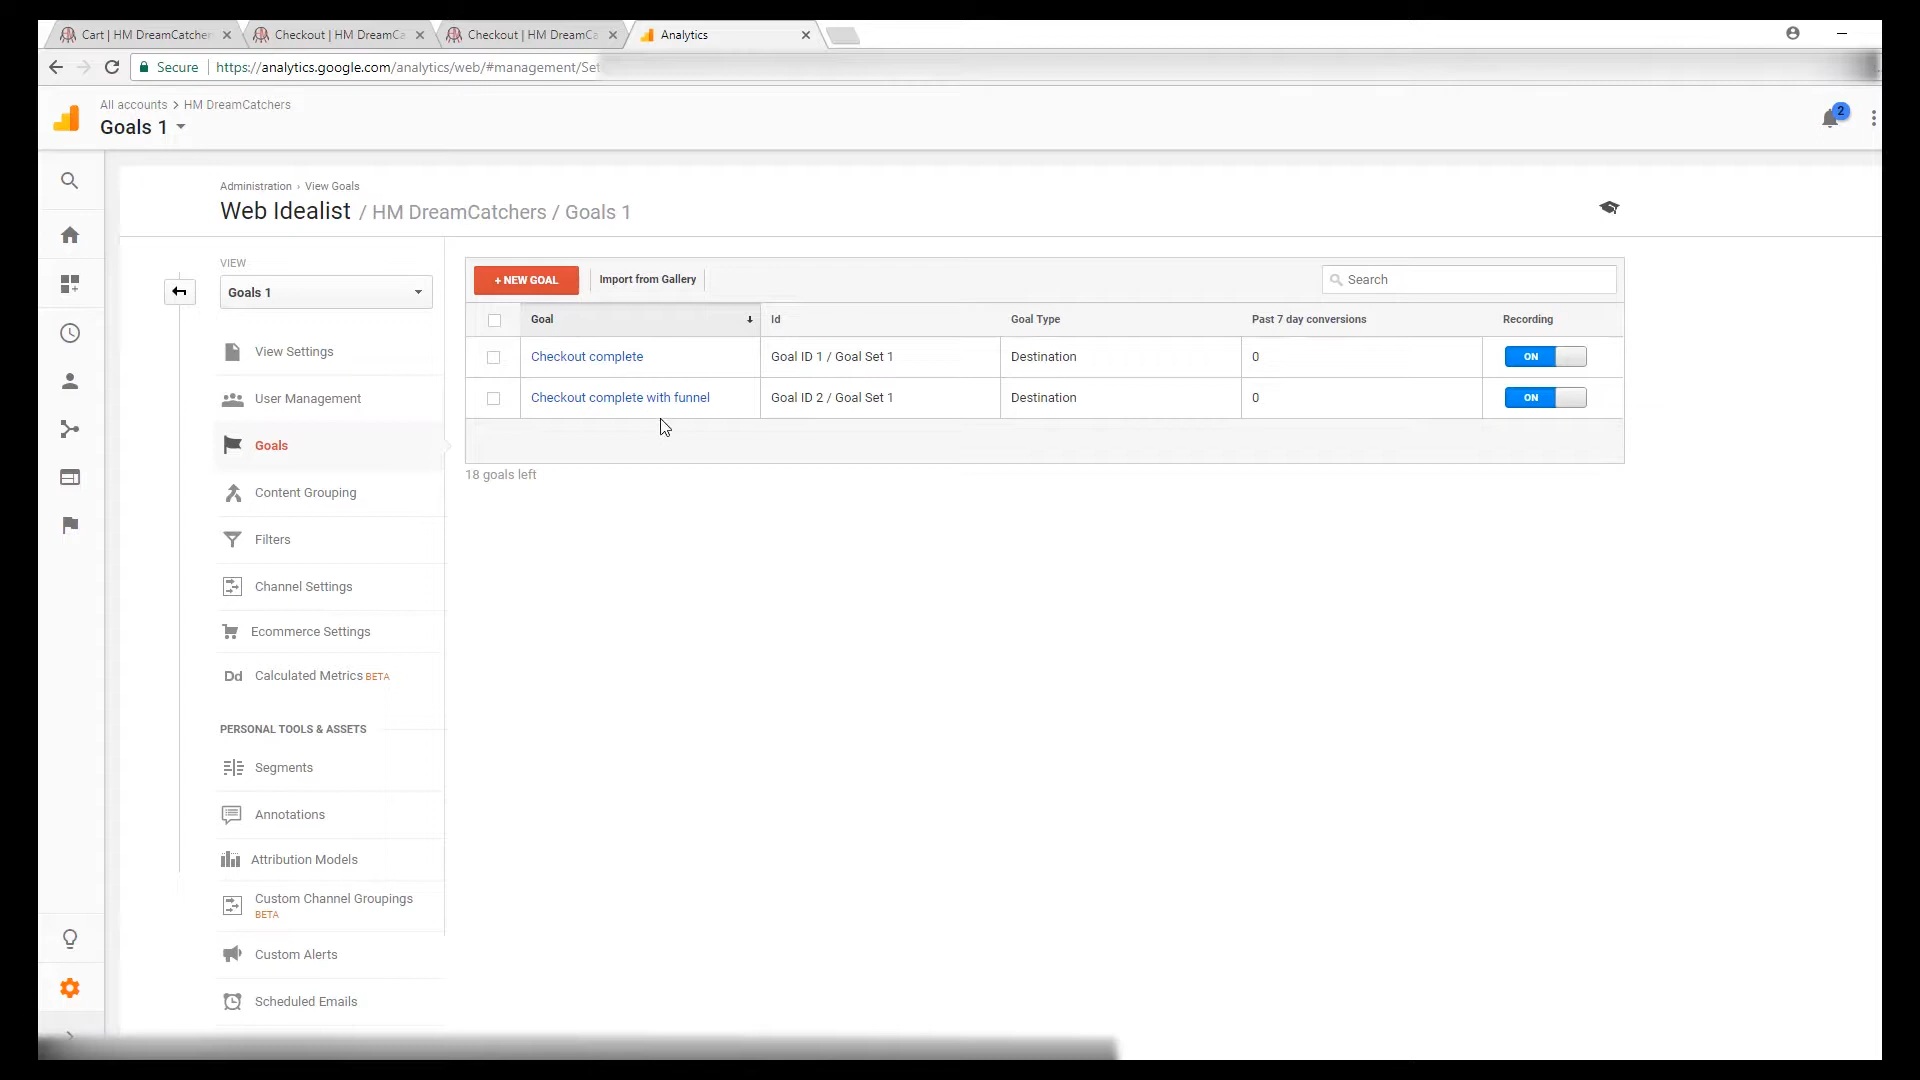 Cart | HM DreamCatcher
Checkout | HM DreamCa
Checkout | HM DreamCa
Analytics
Secure
https://analytics.google.com/analytics/web/#management/Set
All accounts > HM DreamCatchers
Goals 1
2
Administration › View Goals
Web Idealist / HM DreamCatchers / Goals 1
VIEW
Goals 1
View Settings
User Management
Goals
Content Grouping
Filters
Channel Settings
Ecommerce Settings
Dd Calculated Metrics BETA
PERSONAL TOOLS & ASSETS
Segments
Annotations
Attribution Models
Custom Channel Groupings
BETA
Custom Alerts
Scheduled Emails
+ NEW GOAL
Import from Gallery
Search
Goal Id Goal Type Past 7 day conversions Recording
Checkout complete Goal ID 1 / Goal Set 1 Destination 0 ON
Checkout complete with funnel Goal ID 2 / Goal Set 1 Destination 0 ON
18 goals left